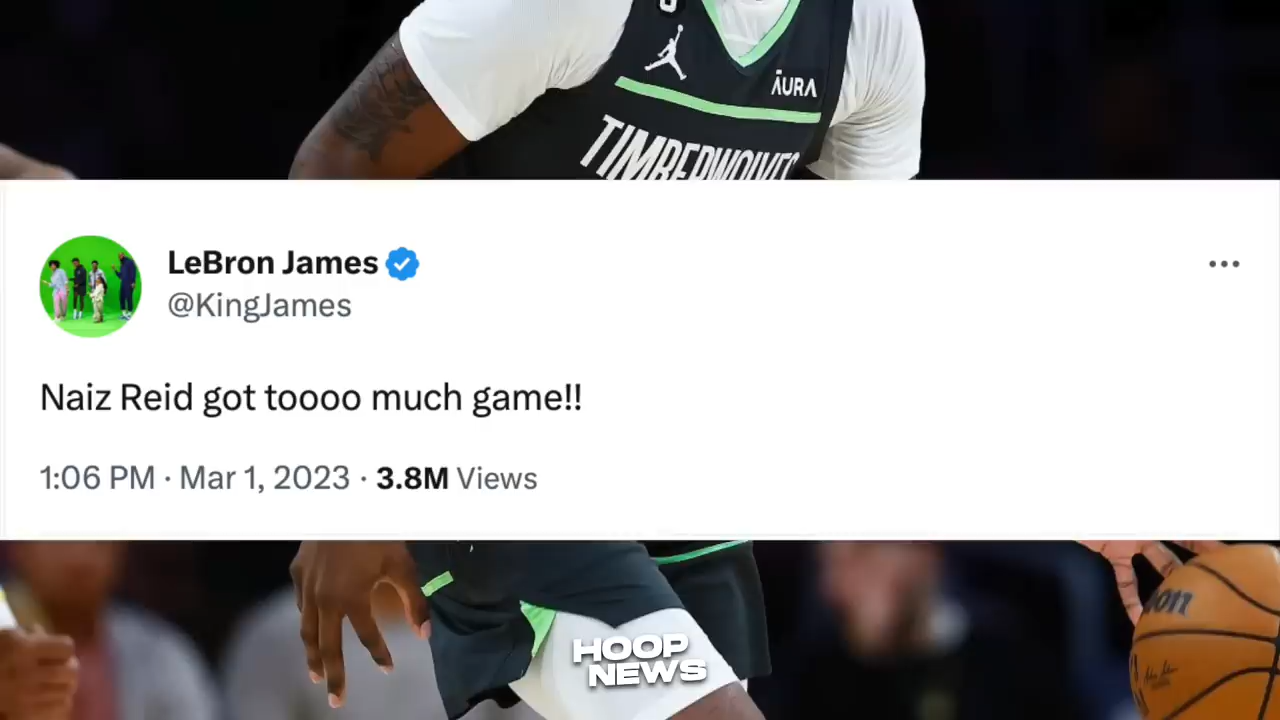 ĀURA
TIMBERWOLVES
LeBron James
@KingJames
Naiz Reid got toooo much game!!
1:06 PM · Mar 1, 2023 · 3.8M Views
HOOP
NEWS